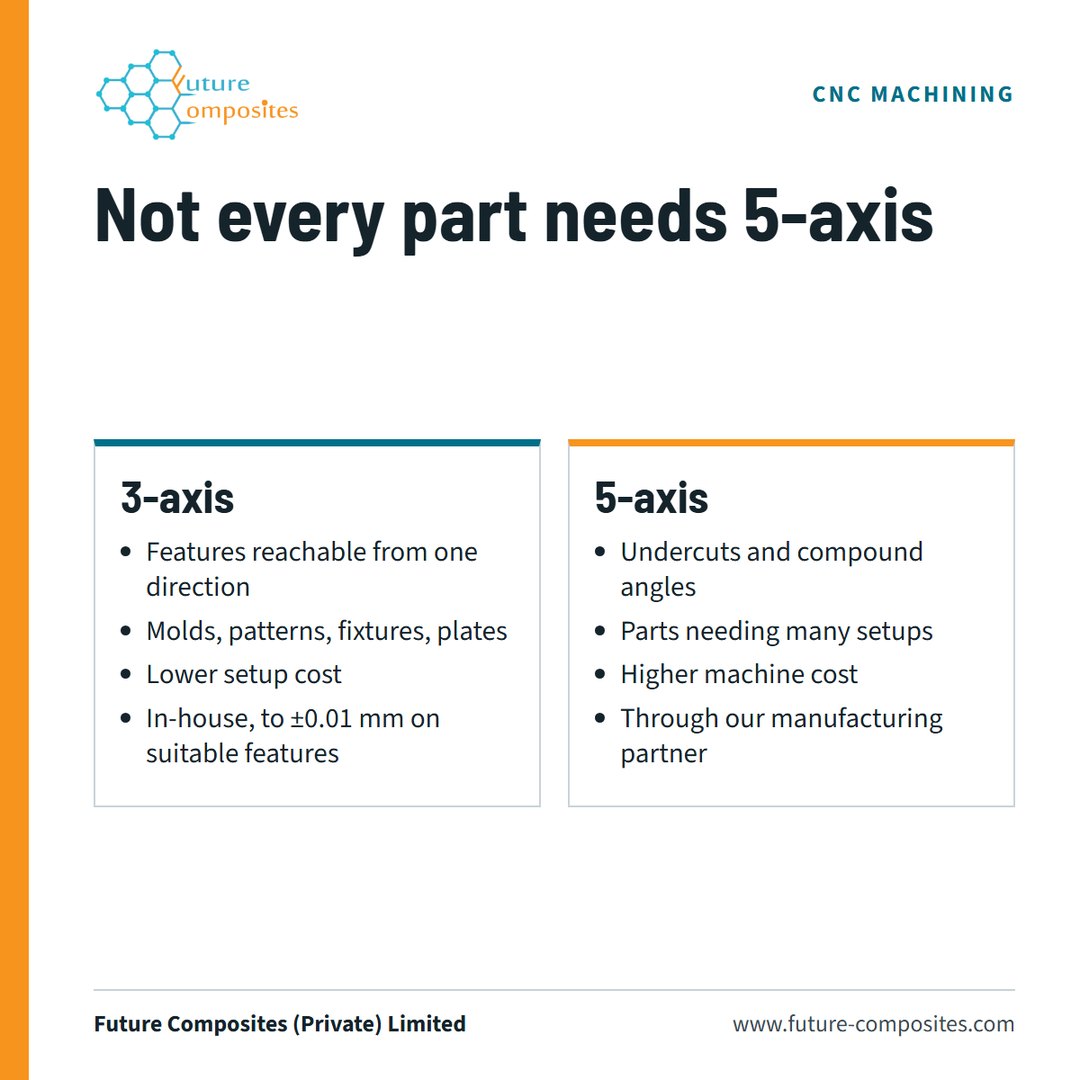 Future
Composites
CNC MACHINING
Not every part needs 5-axis
3-axis
• Features reachable from one
direction
• Molds, patterns, fixtures, plates
• Lower setup cost
• In-house, to ±0.01 mm on
suitable features
5-axis
• Undercuts and compound
angles
• Parts needing many setups
• Higher machine cost
• Through our manufacturing
partner
Future Composites (Private) Limited
www.future-composites.com